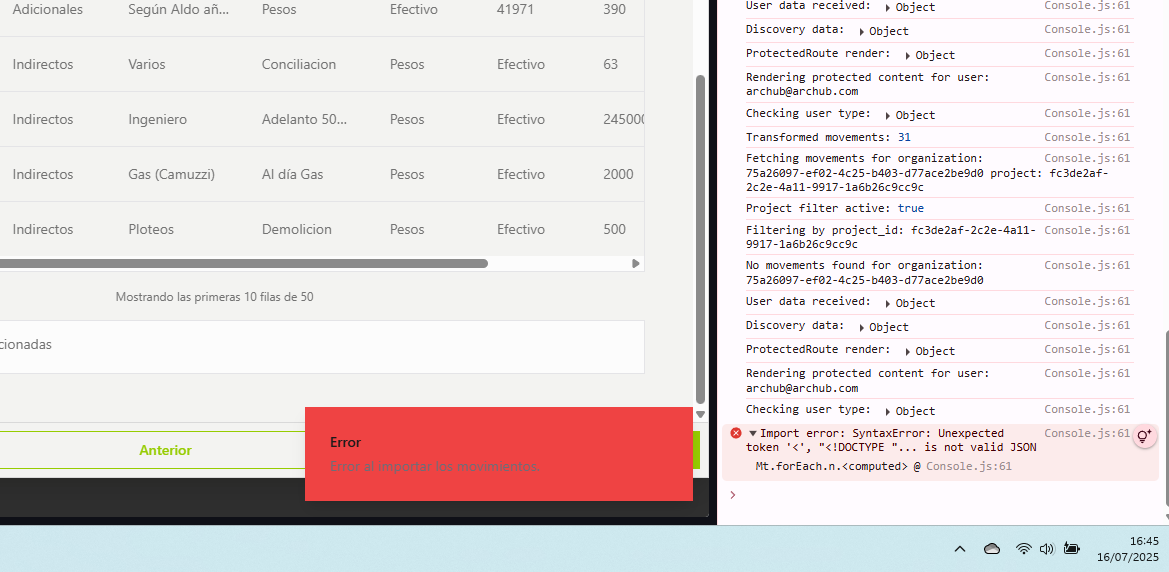 Adicionales Según Aldo añ... Pesos Efectivo 41971 390
Indirectos Varios Conciliacion Pesos Efectivo 63
Indirectos Ingeniero Adelanto 50... Pesos Efectivo 245000
Indirectos Gas (Camuzzi) Al día Gas Pesos Efectivo 2000
Indirectos Ploteos Demolicion Pesos Efectivo 500
Mostrando las primeras 10 filas de 50
cionadas
Anterior
Error
Error al importar los movimientos.
User data received: Object Console.js:61
Discovery data: Object Console.js:61
ProtectedRoute render: Object Console.js:61
Rendering protected content for user: Console.js:61
archub@archub.com
Checking user type: Object Console.js:61
Transformed movements: 31 Console.js:61
Fetching movements for organization: Console.js:61
75a26097-ef02-4c25-b403-d77ace2be9d0 project: fc3de2af-
2c2e-4a11-9917-1a6b26c9cc9c
Project filter active: true Console.js:61
Filtering by project_id: fc3de2af-2c2e-4a11- Console.js:61
9917-1a6b26c9cc9c
No movements found for organization: Console.js:61
75a26097-ef02-4c25-b403-d77ace2be9d0
User data received: Object Console.js:61
Discovery data: Object Console.js:61
ProtectedRoute render: Object Console.js:61
Rendering protected content for user: Console.js:61
archub@archub.com
Checking user type: Object Console.js:61
Import error: SyntaxError: Unexpected Console.js:61
token '<', "<!DOCTYPE "... is not valid JSON
Mt.forEach.n.<computed> @ Console.js:61
16:45
16/07/2025